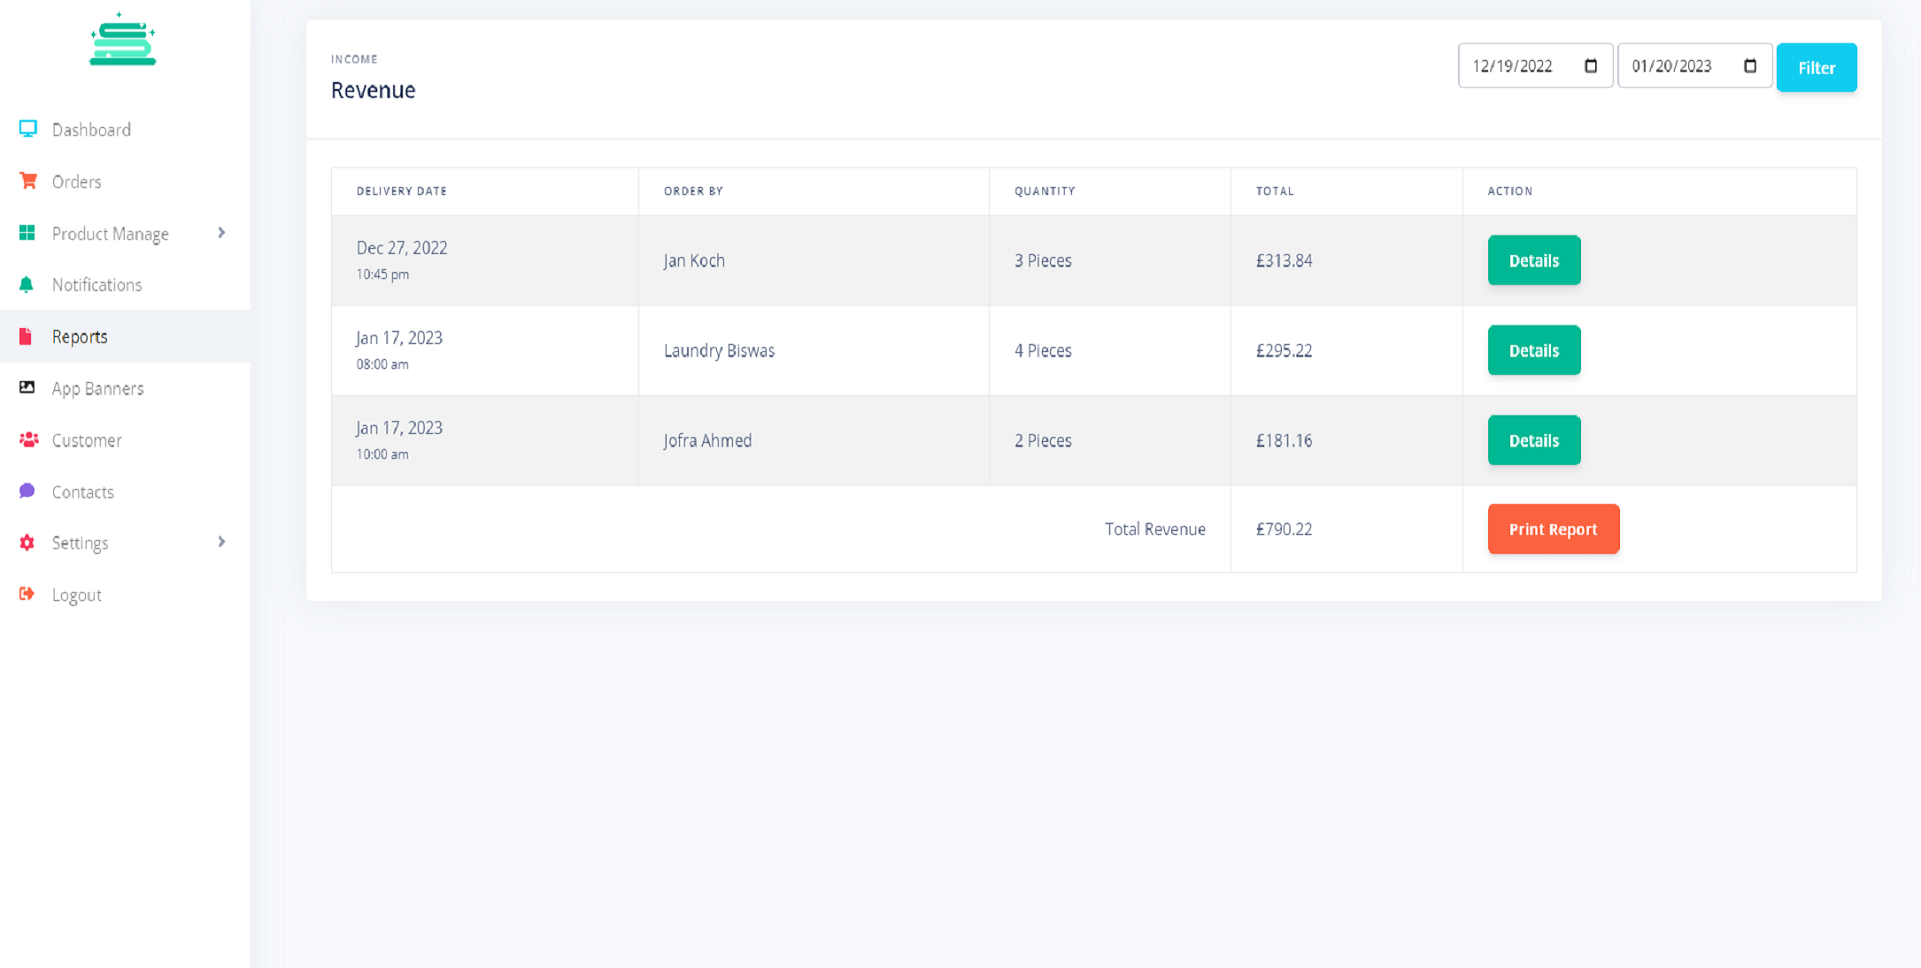 Dashboard
Orders
Product Manage
Notifications
Reports
App Banners
Customer
Contacts
Settings
Logout
INCOME
Revenue
12/19/2022 01/20/2023 Filter
DELIVERY DATE ORDER BY QUANTITY TOTAL ACTION
Dec 27, 2022
10:45 pm
Jan Koch 3 Pieces £313.84 Details
Jan 17, 2023
08:00 am
Laundry Biswas 4 Pieces £295.22 Details
Jan 17, 2023
10:00 am
Jofra Ahmed 2 Pieces £181.16 Details
Total Revenue £790.22 Print Report